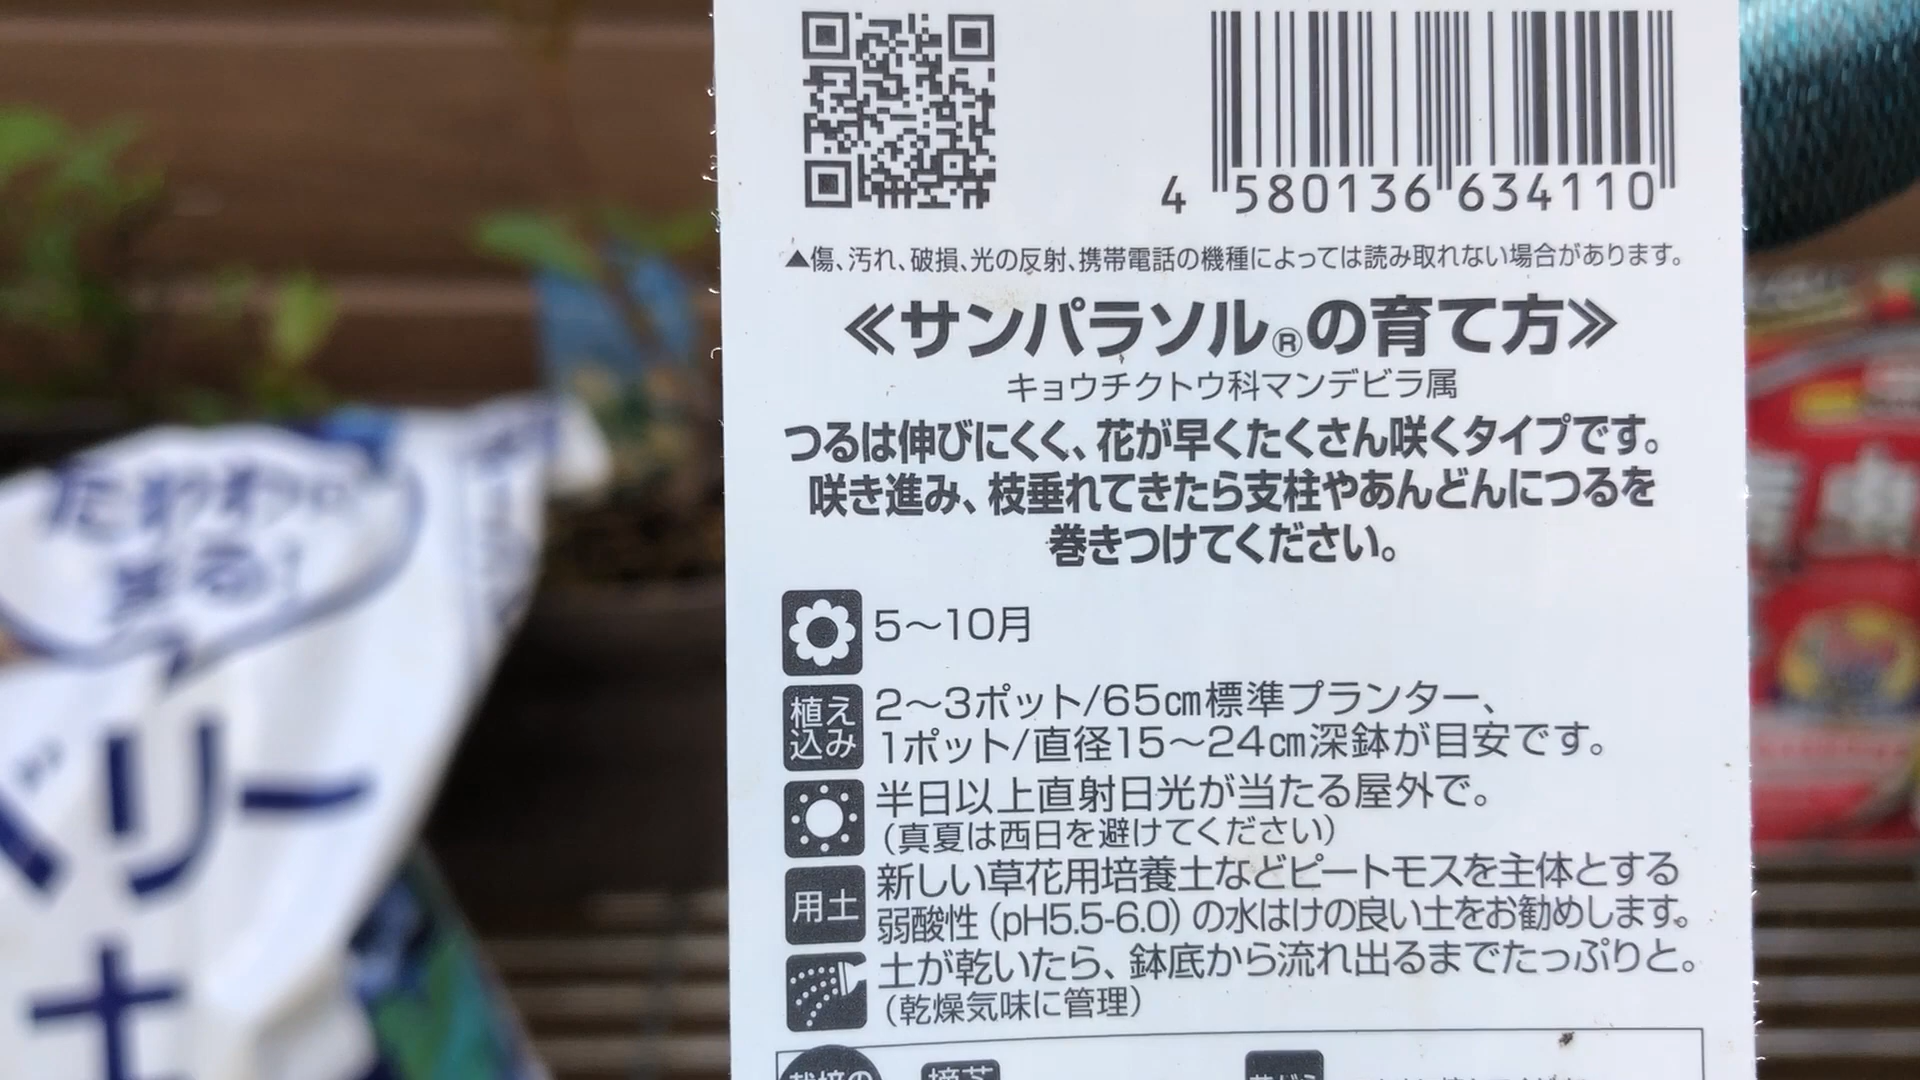 4 580136 634110
▲傷、汚れ、破損、光の反射、携帯電話の機種によっては読み取れない場合があります。
≪サンパラソル®の育て方≫
キョウチクトウ科マンデビラ属
つるは伸びにくく、花が早くたくさん咲くタイプです。
咲き進み、枝垂れてきたら支柱やあんどんにつるを
巻きつけてください。
5〜10月
植え込み
2〜3ポット/65㎝標準プランター、
1ポット/直径15〜24㎝深鉢が目安です。
半日以上直射日光が当たる屋外で。
（真夏は西日を避けてください）
用土
新しい草花用培養土などピートモスを主体とする
弱酸性（pH5.5-6.0）の水はけの良い土をお勧めします。
土が乾いたら、鉢底から流れ出るまでたっぷりと。
（乾燥気味に管理）
栽培の
摘芯
ベリー
土